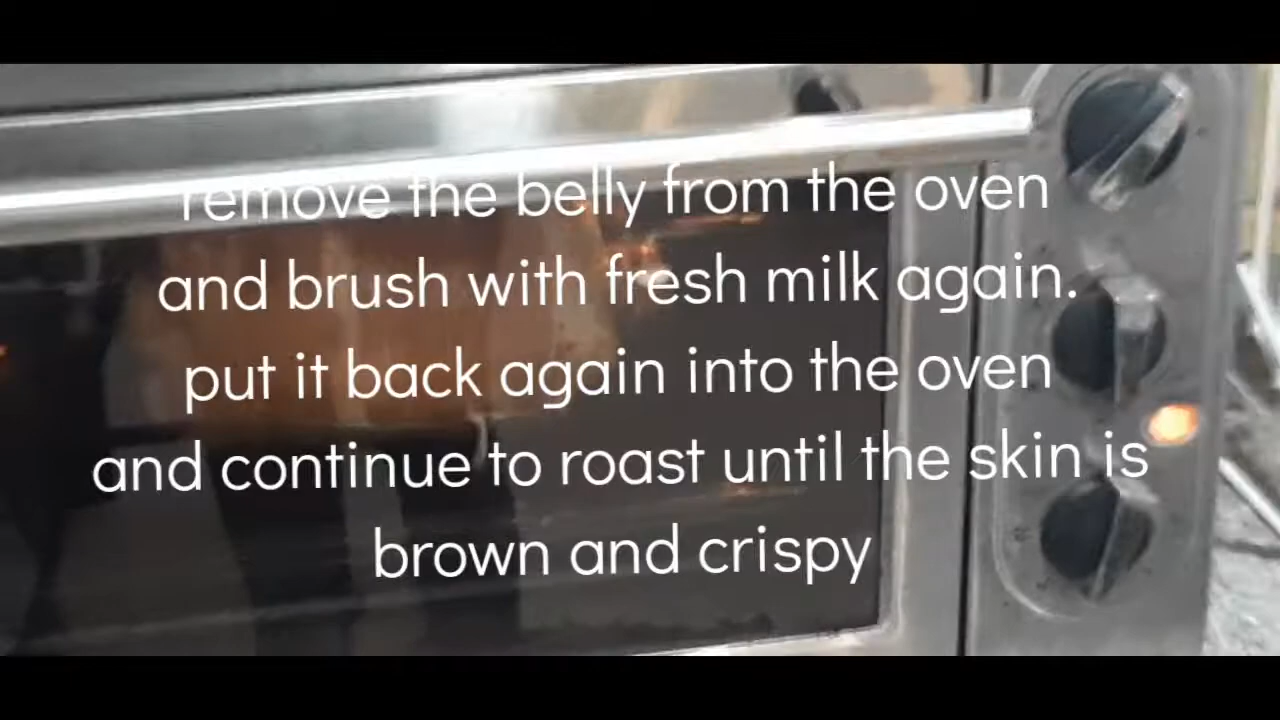 remove the belly from the oven
and brush with fresh milk again.
put it back again into the oven
and continue to roast until the skin is
brown and crispy